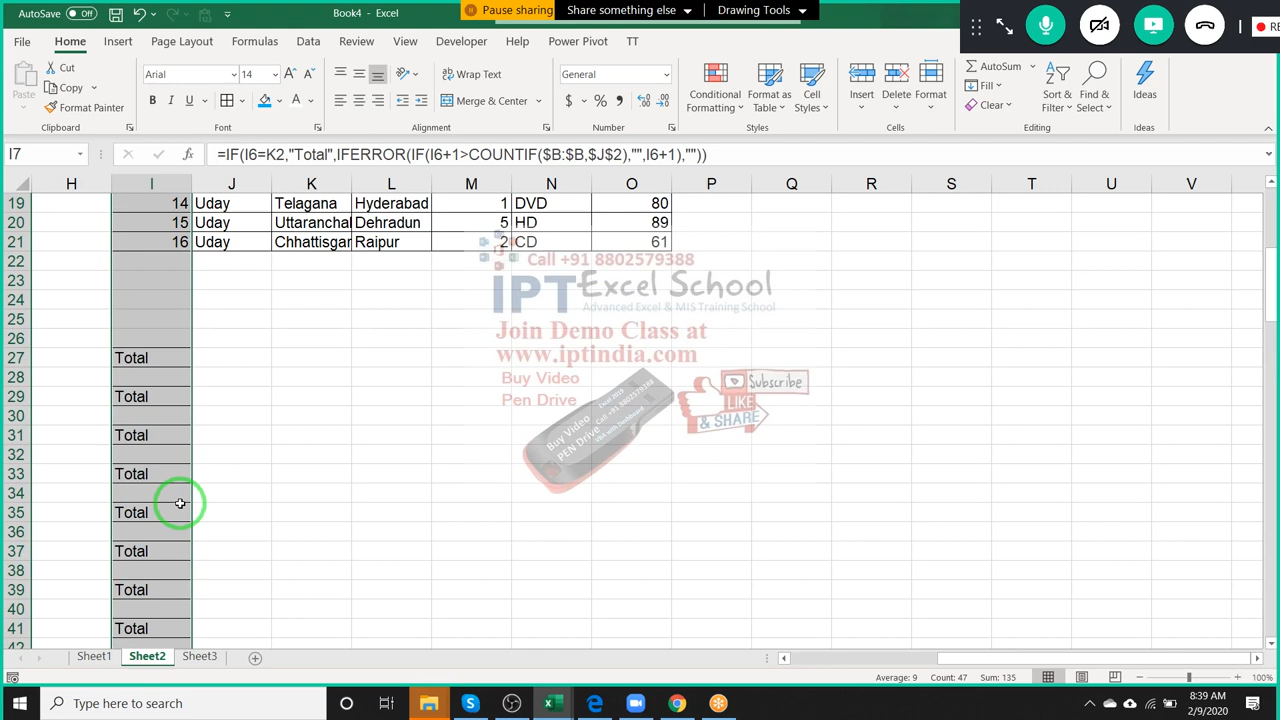 AutoSave Off Book4 - Excel Pause sharing Share something else Drawing Tools RE
File Home Insert Page Layout Formulas Data Review View Developer Help Power Pivot TT
Cut Arial 14 Wrap Text General AutoSum
Copy Fill
Paste Format Painter B I U Merge & Center Conditional Formatting Format as Table Cell Styles Insert Delete Format Clear Sort & Filter Find & Select Ideas
Clipboard Font Alignment Number Styles Cells Editing Ideas
I7 =IF(I6=K2,"Total",IFERROR(IF(I6+1>COUNTIF($B:$B,$J$2),"",I6+1),""))
H I J K L M N O P Q R S T U V
19 14 Uday Telagana Hyderabad 1 DVD 80
20 15 Uday Uttaranchal Dehradun 5 HD 89
21 16 Uday Chhattisgar Raipur 2 CD 61
22
23
24
25
26
27 Total
28
29 Total
30
31 Total
32
33 Total
34
35 Total
36
37 Total
38
39 Total
40
41 Total
42
Call +91 8802579388
IPT Excel School
Advanced Excel & MIS Training School
Join Demo Class at
www.iptindia.com
Buy Video
Pen Drive
Subscribe
LIKE
& SHARE
Buy Video
PEN Drive
Call +91 8802579388
Sheet1 Sheet2 Sheet3
Average: 9 Count: 47 Sum: 135 100%
Type here to search
8:39 AM
2/9/2020